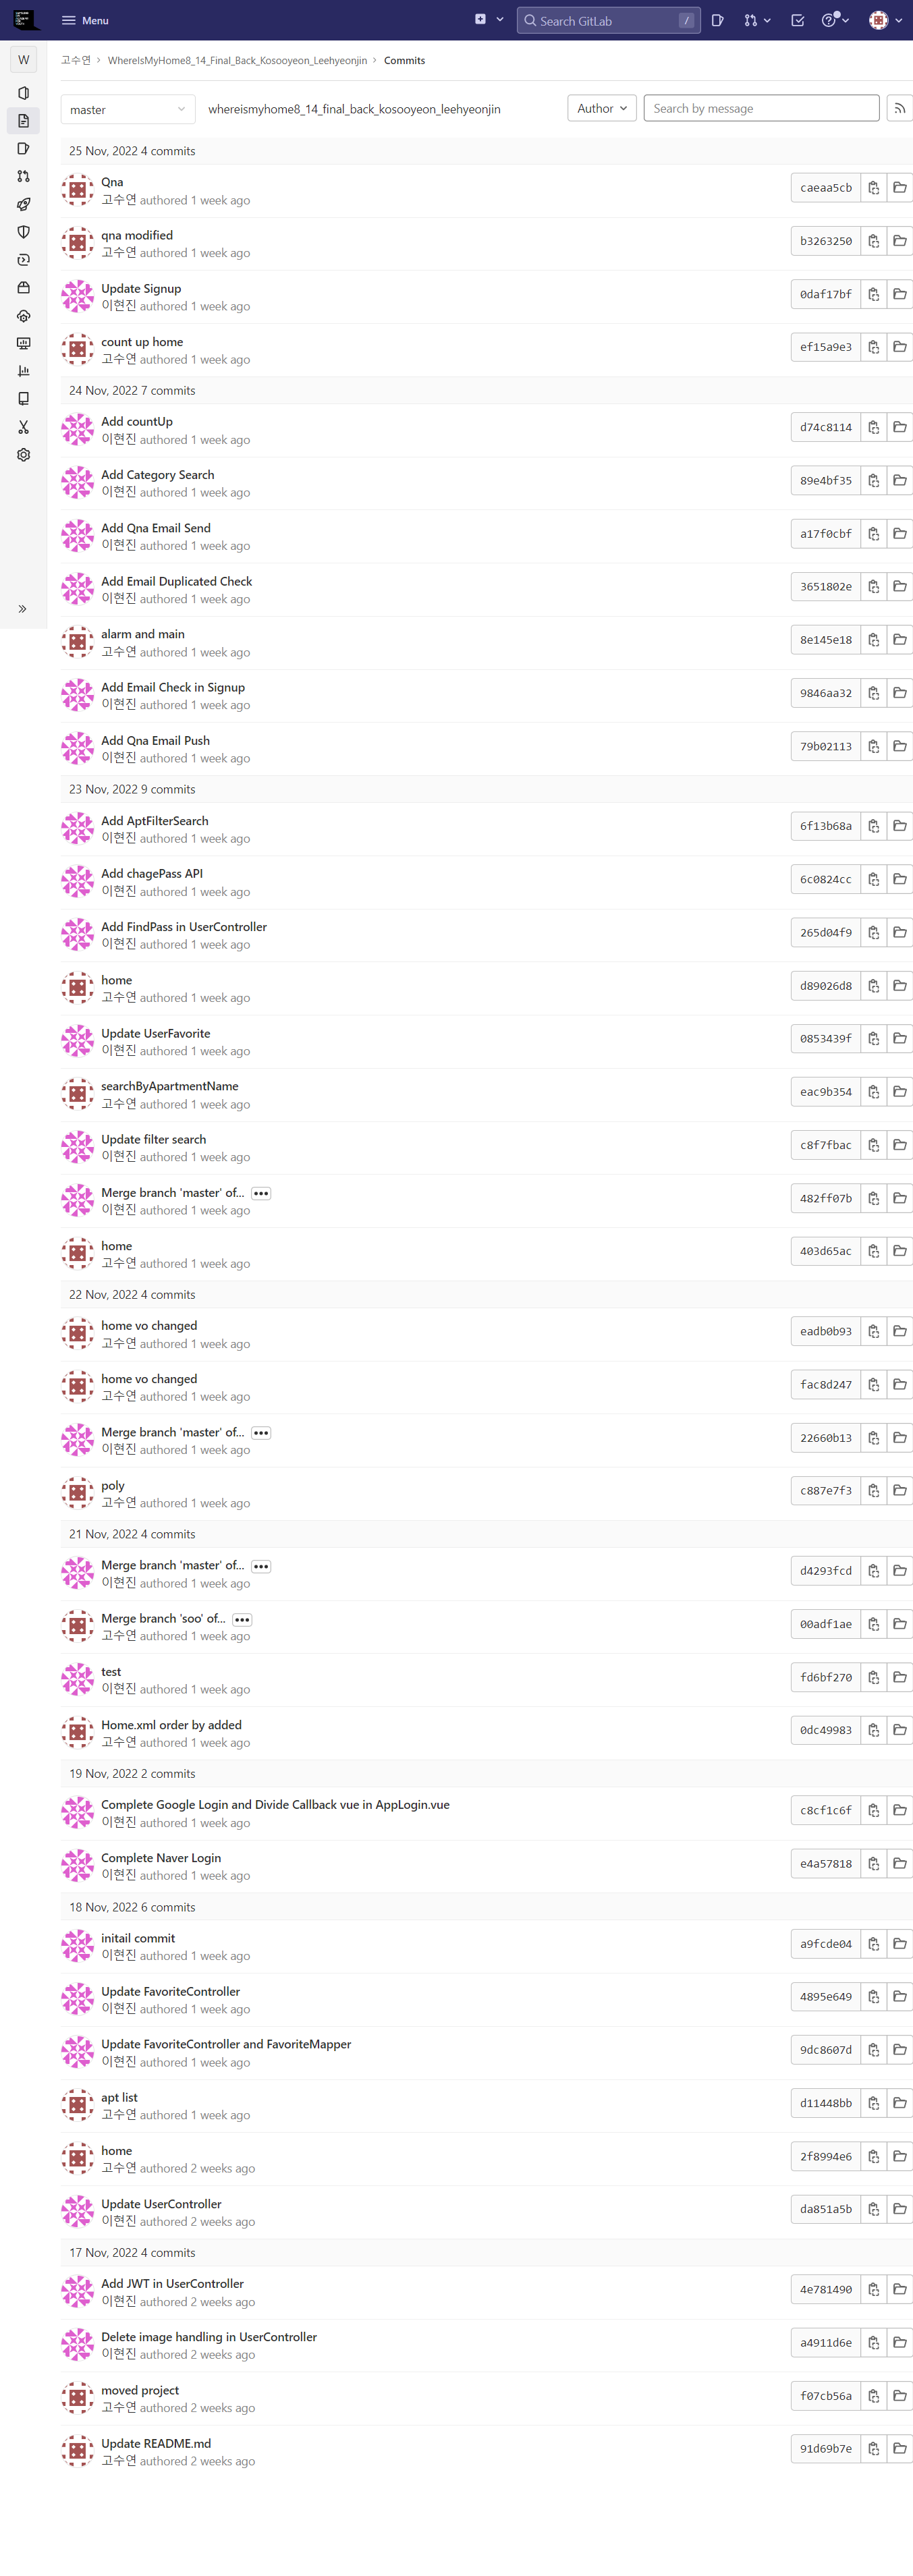 Menu
Search GitLab
/
W
고수연 > WhereIsMyHome8_14_Final_Back_Kosooyeon_Leehyeonjin > Commits
master
whereismyhome8_14_final_back_kosooyeon_leehyeonjin
Author
Search by message
25 Nov, 2022 4 commits
Qna
고수연 authored 1 week ago
caeaa5cb
qna modified
고수연 authored 1 week ago
b3263250
Update Signup
이현진 authored 1 week ago
0daf17bf
count up home
고수연 authored 1 week ago
ef15a9e3
24 Nov, 2022 7 commits
Add countUp
이현진 authored 1 week ago
d74c8114
Add Category Search
이현진 authored 1 week ago
89e4bf35
Add Qna Email Send
이현진 authored 1 week ago
a17f0cbf
Add Email Duplicated Check
이현진 authored 1 week ago
3651802e
alarm and main
고수연 authored 1 week ago
8e145e18
Add Email Check in Signup
이현진 authored 1 week ago
9846aa32
Add Qna Email Push
이현진 authored 1 week ago
79b02113
23 Nov, 2022 9 commits
Add AptFilterSearch
이현진 authored 1 week ago
6f13b68a
Add chagePass API
이현진 authored 1 week ago
6c0824cc
Add FindPass in UserController
이현진 authored 1 week ago
265d04f9
home
고수연 authored 1 week ago
d89026d8
Update UserFavorite
이현진 authored 1 week ago
0853439f
searchByApartmentName
고수연 authored 1 week ago
eac9b354
Update filter search
이현진 authored 1 week ago
c8f7fbac
Merge branch 'master' of...
이현진 authored 1 week ago
482ff07b
home
고수연 authored 1 week ago
403d65ac
22 Nov, 2022 4 commits
home vo changed
고수연 authored 1 week ago
eadb0b93
home vo changed
고수연 authored 1 week ago
fac8d247
Merge branch 'master' of...
이현진 authored 1 week ago
22660b13
poly
고수연 authored 1 week ago
c887e7f3
21 Nov, 2022 4 commits
Merge branch 'master' of...
이현진 authored 1 week ago
d4293fcd
Merge branch 'soo' of...
고수연 authored 1 week ago
00adf1ae
test
이현진 authored 1 week ago
fd6bf270
Home.xml order by added
고수연 authored 1 week ago
0dc49983
19 Nov, 2022 2 commits
Complete Google Login and Divide Callback vue in AppLogin.vue
이현진 authored 1 week ago
c8cf1c6f
Complete Naver Login
이현진 authored 1 week ago
e4a57818
18 Nov, 2022 6 commits
initail commit
이현진 authored 1 week ago
a9fcde04
Update FavoriteController
이현진 authored 1 week ago
4895e649
Update FavoriteController and FavoriteMapper
이현진 authored 1 week ago
9dc8607d
apt list
고수연 authored 1 week ago
d11448bb
home
고수연 authored 2 weeks ago
2f8994e6
Update UserController
이현진 authored 2 weeks ago
da851a5b
17 Nov, 2022 4 commits
Add JWT in UserController
이현진 authored 2 weeks ago
4e781490
Delete image handling in UserController
이현진 authored 2 weeks ago
a4911d6e
moved project
고수연 authored 2 weeks ago
f07cb56a
Update README.md
고수연 authored 2 weeks ago
91d69b7e